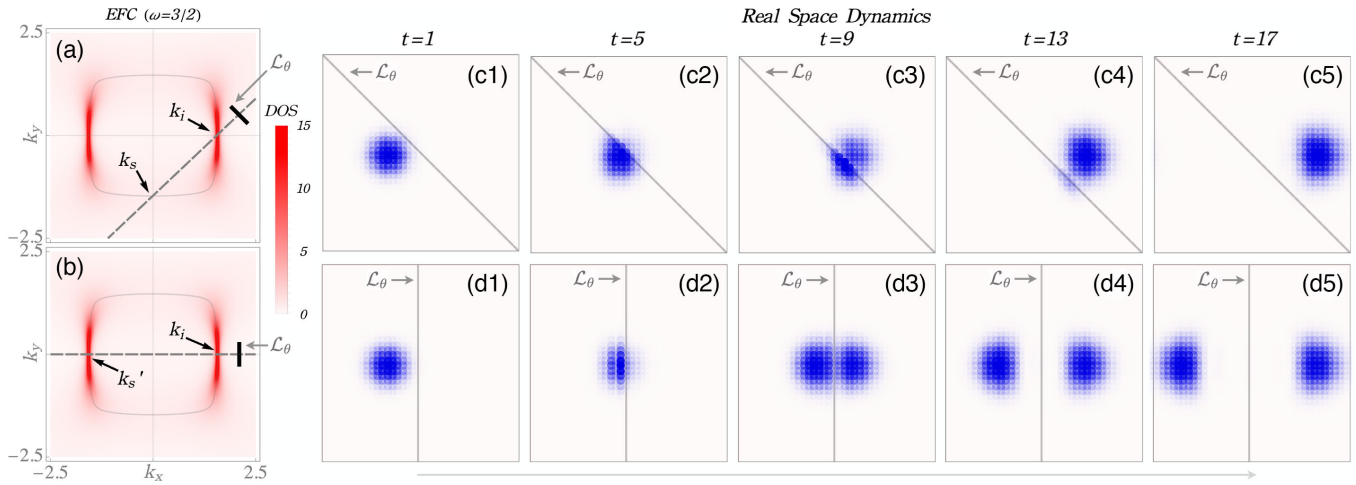 EFC (ω=3/2)
2.5
(a)
ℒθ
ki
ks
ky
−2.5
DOS
15
10
5
0
2.5
(b)
ki
ℒθ
ks'
ky
−2.5
−2.5
kx
2.5
Real Space Dynamics
t=1
t=5
t=9
t=13
t=17
ℒθ
(c1)
ℒθ
(c2)
ℒθ
(c3)
ℒθ
(c4)
ℒθ
(c5)
ℒθ
(d1)
ℒθ
(d2)
ℒθ
(d3)
ℒθ
(d4)
ℒθ
(d5)